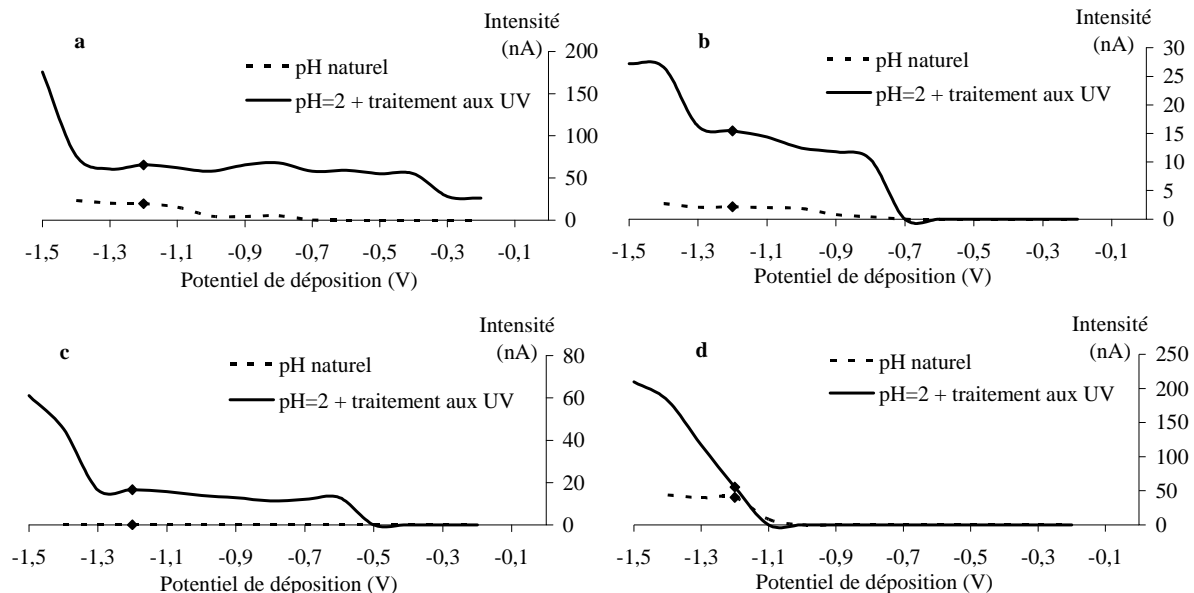 a
Intensité
(nA)
pH naturel
pH=2 + traitement aux UV
200
150
100
50
0
-1,5 -1,3 -1,1 -0,9 -0,7 -0,5 -0,3 -0,1
Potentiel de déposition (V)
b
Intensité
(nA)
pH naturel
pH=2 + traitement aux UV
30
25
20
15
10
5
0
-1,5 -1,3 -1,1 -0,9 -0,7 -0,5 -0,3 -0,1
Potentiel de déposition (V)
c
Intensité
(nA)
pH naturel
pH=2 + traitement aux UV
80
60
40
20
0
-1,5 -1,3 -1,1 -0,9 -0,7 -0,5 -0,3 -0,1
Potentiel de déposition (V)
d
Intensité
(nA)
pH naturel
pH=2 + traitement aux UV
250
200
150
100
50
0
-1,5 -1,3 -1,1 -0,9 -0,7 -0,5 -0,3 -0,1
Potentiel de déposition (V)